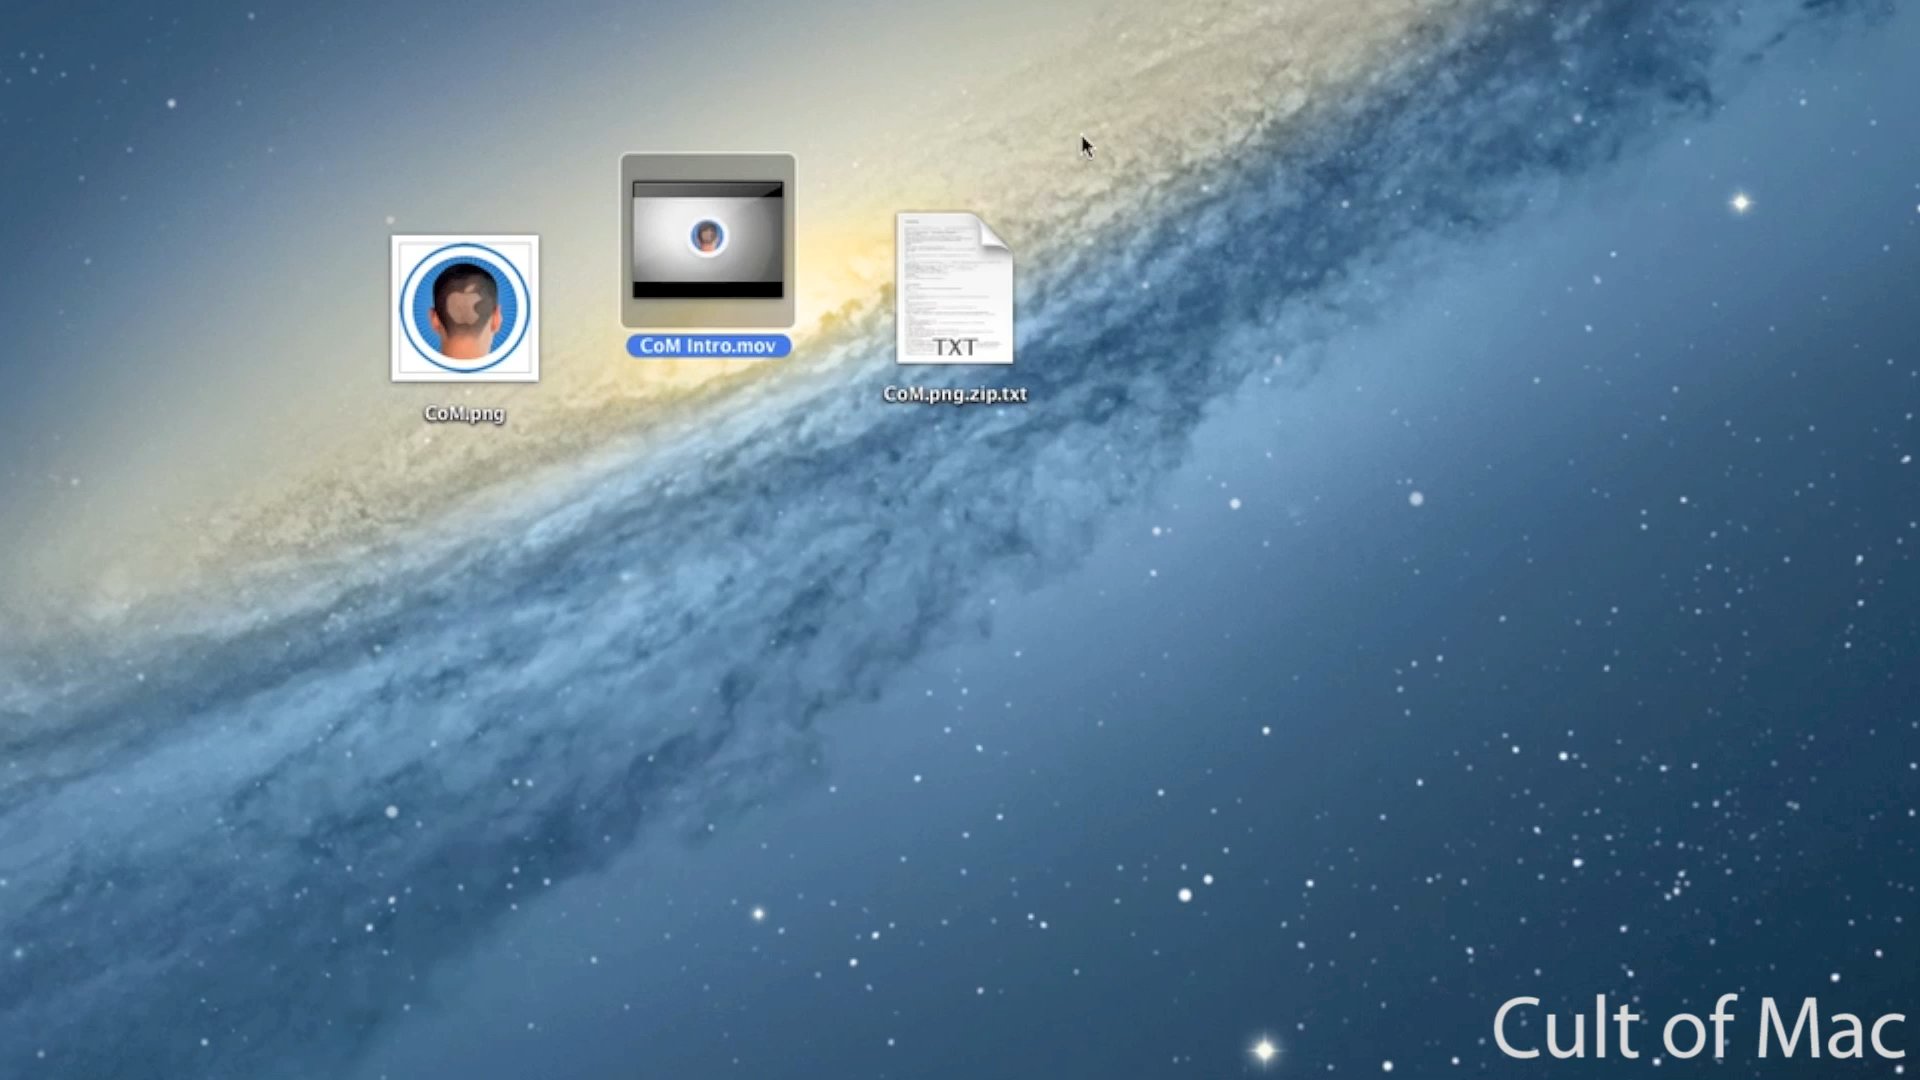 CoM.png
CoM Intro.mov
TXT
CoM.png.zip.txt
Cult of Mac